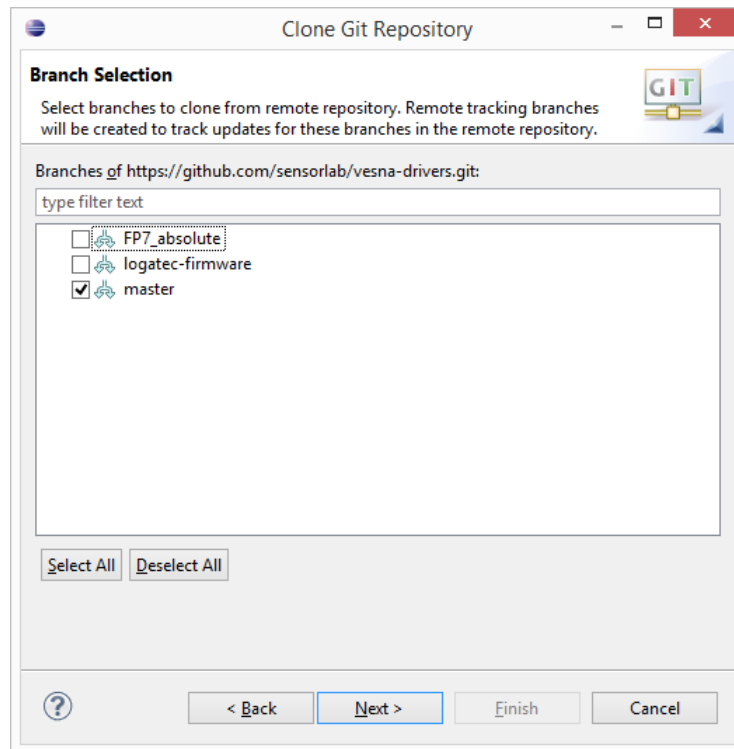 Clone Git Repository
Branch Selection
GIT
Select branches to clone from remote repository. Remote tracking branches
will be created to track updates for these branches in the remote repository.
Branches of https://github.com/sensorlab/vesna-drivers.git:
type filter text
FP7_absolute
logatec-firmware
master
Select All Deselect All
? < Back Next > Finish Cancel